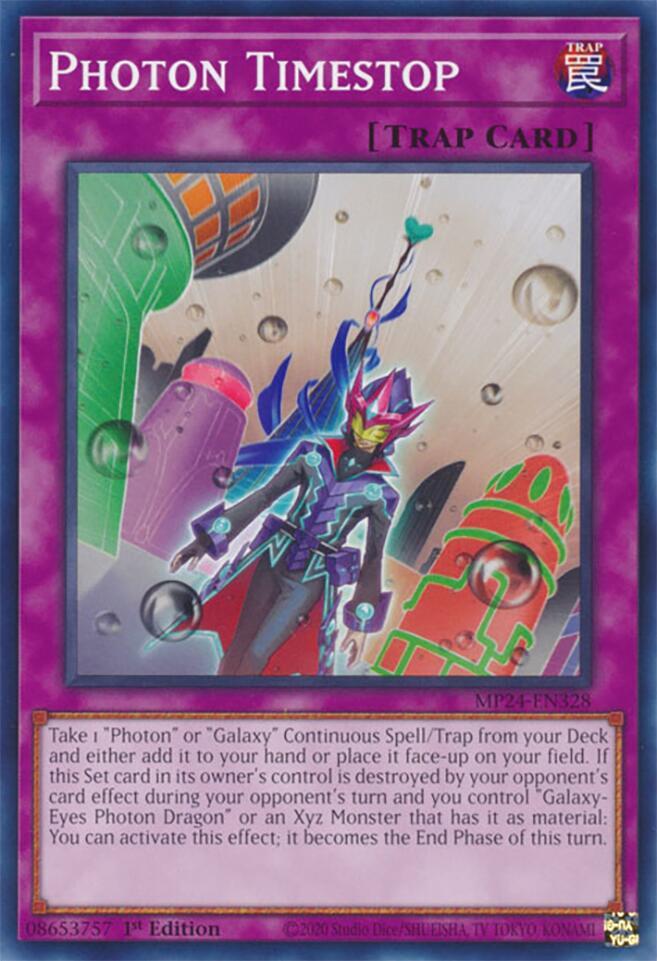 Photon Timestop
TRAP
罠
[Trap Card]
MP24-EN328
Take 1 "Photon" or "Galaxy" Continuous Spell/Trap from your Deck
and either add it to your hand or place it face-up on your field. If
this Set card in its owner's control is destroyed by your opponent's
card effect during your opponent's turn and you control "Galaxy-
Eyes Photon Dragon" or an Xyz Monster that has it as material:
You can activate this effect; it becomes the End Phase of this turn.
08653757 1st Edition ©2020 Studio Dice/SHUEISHA, TV TOKYO, KONAMI